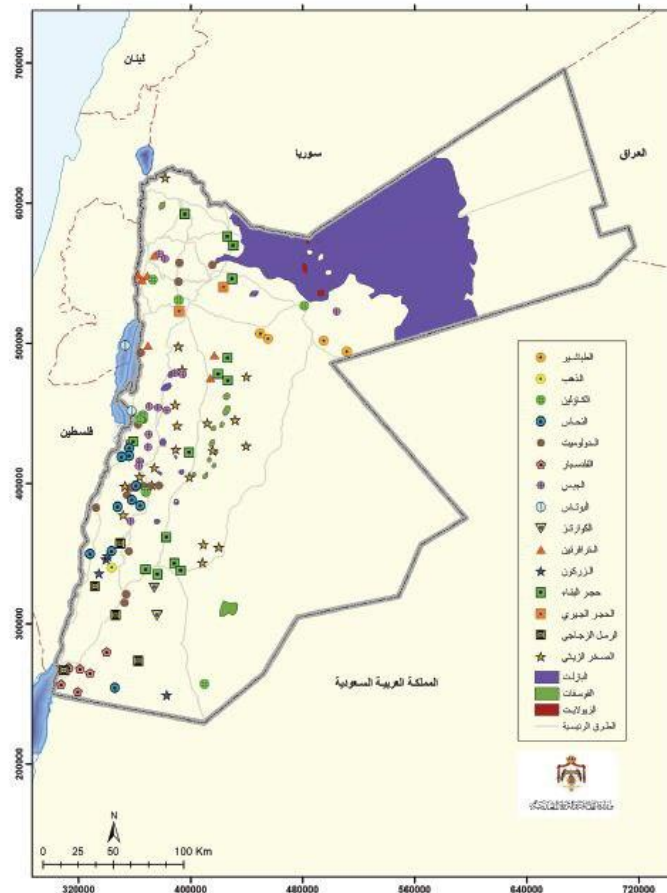 لبنان
سوريا
العراق
فلسطين
المملكة العربية السعودية
700000
600000
500000
400000
300000
200000
320000
400000
480000
560000
640000
720000
N
0 25 50 100 Km
الطباشير
الذهب
الكاولين
النحاس
الدولوميت
الفلدسبار
الجبس
البوتاس
الكوارتز
الترافرتين
الزركون
حجر البناء
الحجر الجيري
الرمل الزجاجي
الصخر الزيتي
البازلت
الفوسفات
الزيولايت
الطرق الرئيسية